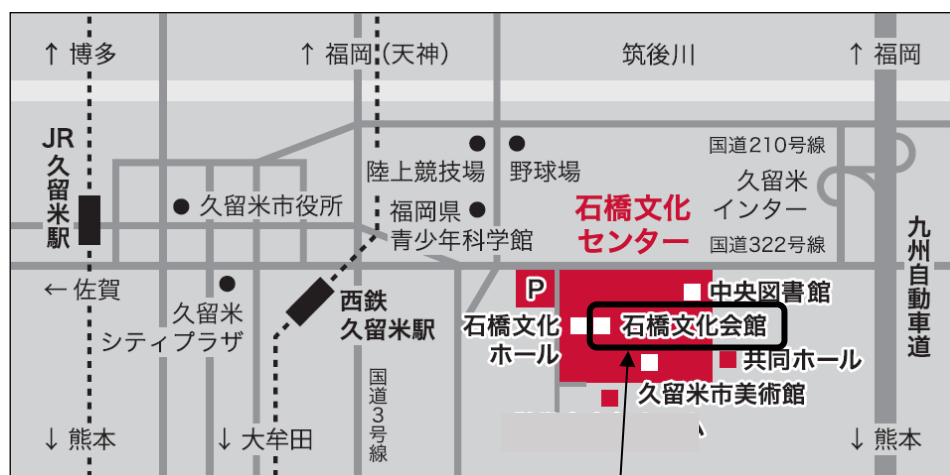 ↑ 博多
↑ 福岡(天神)
筑後川
↑ 福岡
JR
久留米駅
陸上競技場
野球場
国道210号線
久留米
インター
久留米市役所
福岡県
青少年科学館
石橋文化
センター
国道322号線
九州自動車道
← 佐賀
久留米
シティプラザ
西鉄
久留米駅
P
中央図書館
石橋文化
ホール
石橋文化会館
共同ホール
久留米市美術館
国道3号線
↓ 熊本
↓ 大牟田
↓ 熊本